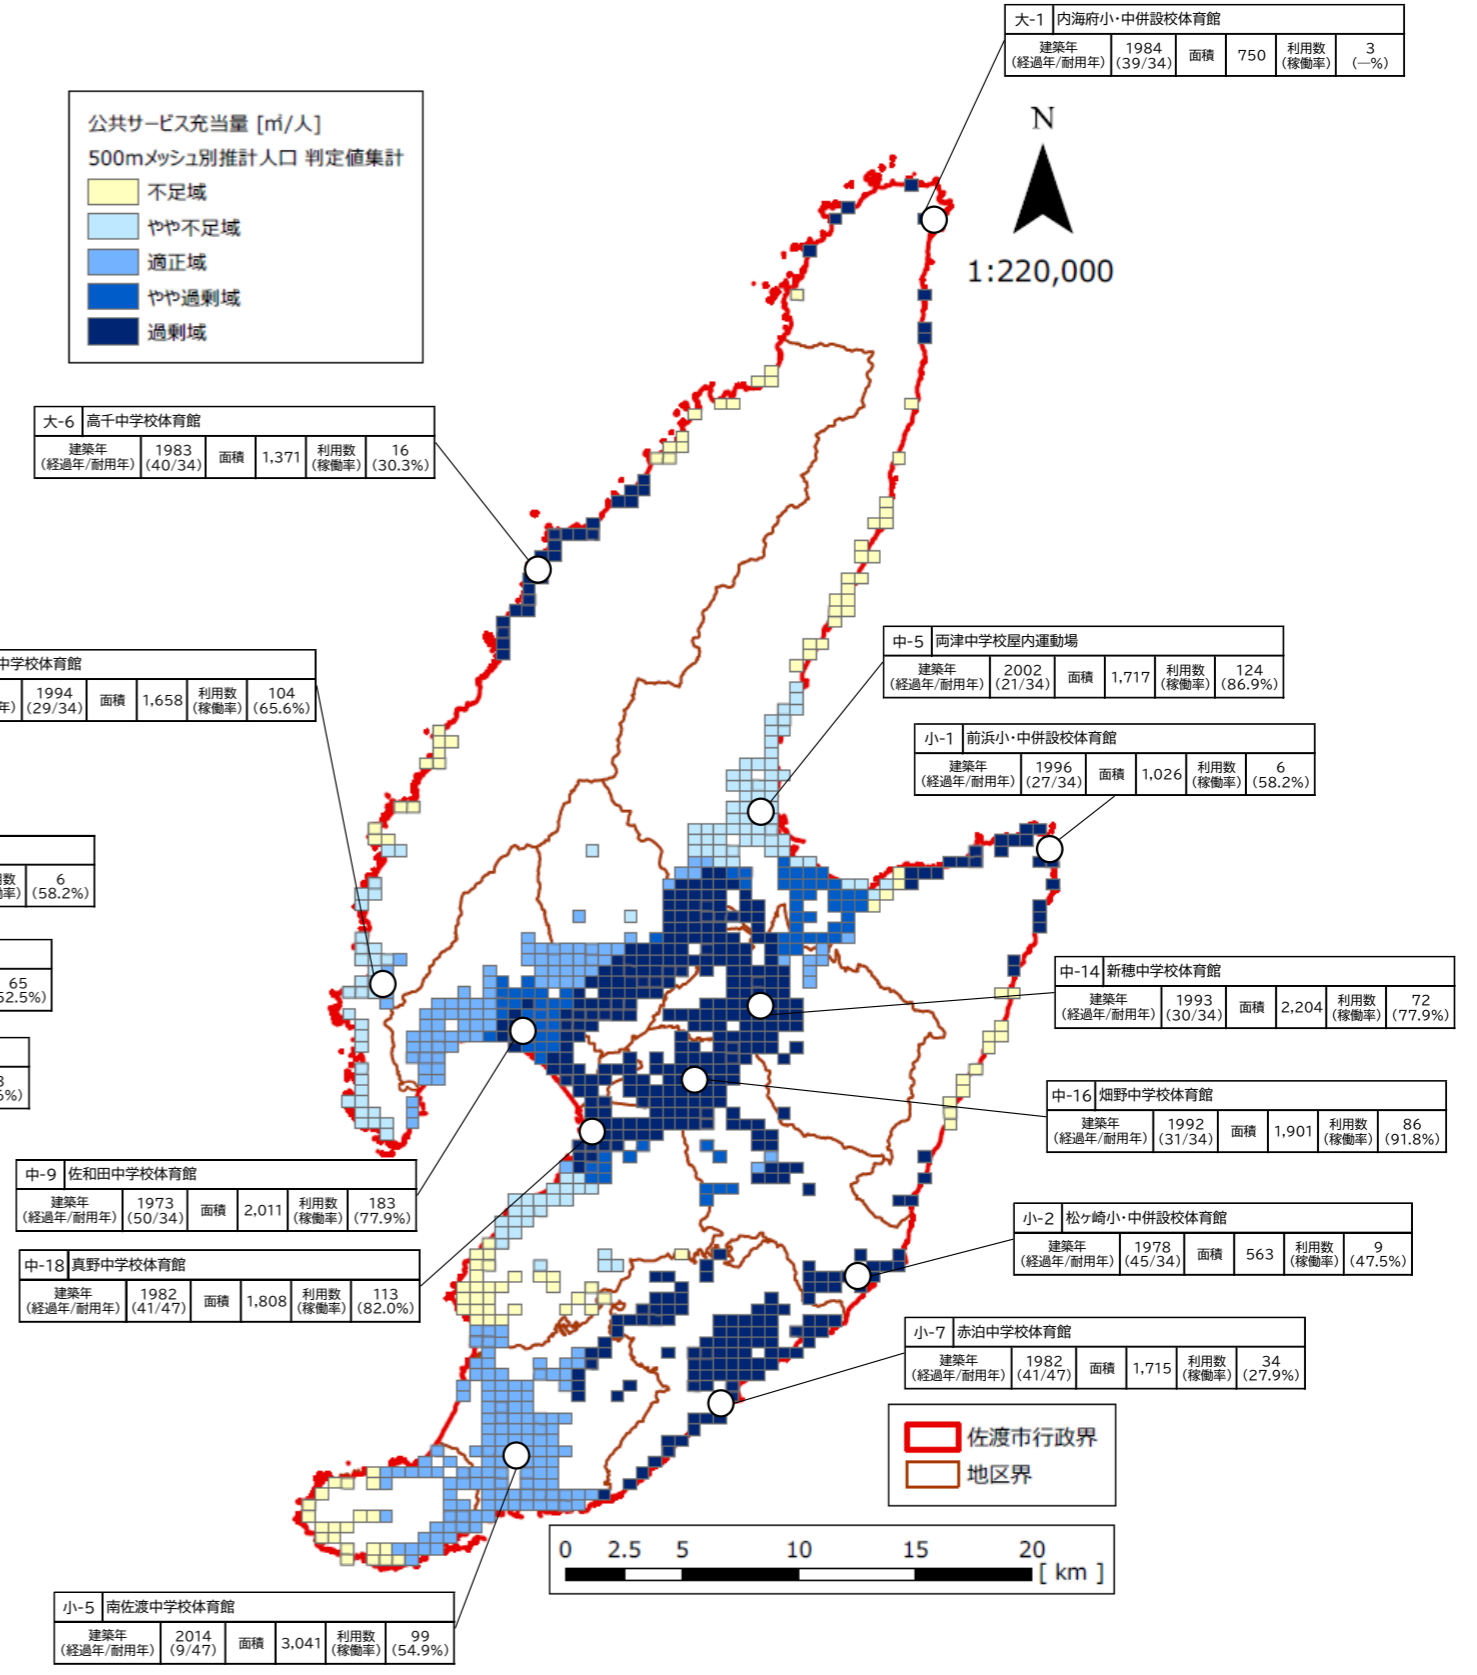 大-1 内海府小・中併設校体育館
建築年 1984 面積 750 利用数 3
(経過年/耐用年) (39/34) (稼働率) (—%)
公共サービス充当量 [㎡/人]
500mメッシュ別推計人口 判定値集計
不足域
やや不足域
適正域
やや過剰域
過剰域
N
1:220,000
大-6 高千中学校体育館
建築年 1983 面積 1,371 利用数 16
(経過年/耐用年) (40/34) (稼働率) (30.3%)
中学校体育館
1994 面積 1,658 利用数 104
年) (29/34) (稼働率) (65.6%)
中-5 両津中学校屋内運動場
建築年 2002 面積 1,717 利用数 124
(経過年/耐用年) (21/34) (稼働率) (86.9%)
小-1 前浜小・中併設校体育館
建築年 1996 面積 1,026 利用数 6
(経過年/耐用年) (27/34) (稼働率) (58.2%)
用数 6
働率) (58.2%)
65
52.5%)
中-14 新穂中学校体育館
建築年 1993 面積 2,204 利用数 72
(経過年/耐用年) (30/34) (稼働率) (77.9%)
中-16 畑野中学校体育館
建築年 1992 面積 1,901 利用数 86
(経過年/耐用年) (31/34) (稼働率) (91.8%)
中-9 佐和田中学校体育館
建築年 1973 面積 2,011 利用数 183
(経過年/耐用年) (50/34) (稼働率) (77.9%)
中-18 真野中学校体育館
建築年 1982 面積 1,808 利用数 113
(経過年/耐用年) (41/47) (稼働率) (82.0%)
小-2 松ヶ崎小・中併設校体育館
建築年 1978 面積 563 利用数 9
(経過年/耐用年) (45/34) (稼働率) (47.5%)
小-7 赤泊中学校体育館
建築年 1982 面積 1,715 利用数 34
(経過年/耐用年) (41/47) (稼働率) (27.9%)
佐渡市行政界
地区界
0 2.5 5 10 15 20
[ km ]
小-5 南佐渡中学校体育館
建築年 2014 面積 3,041 利用数 99
(経過年/耐用年) (9/47) (稼働率) (54.9%)